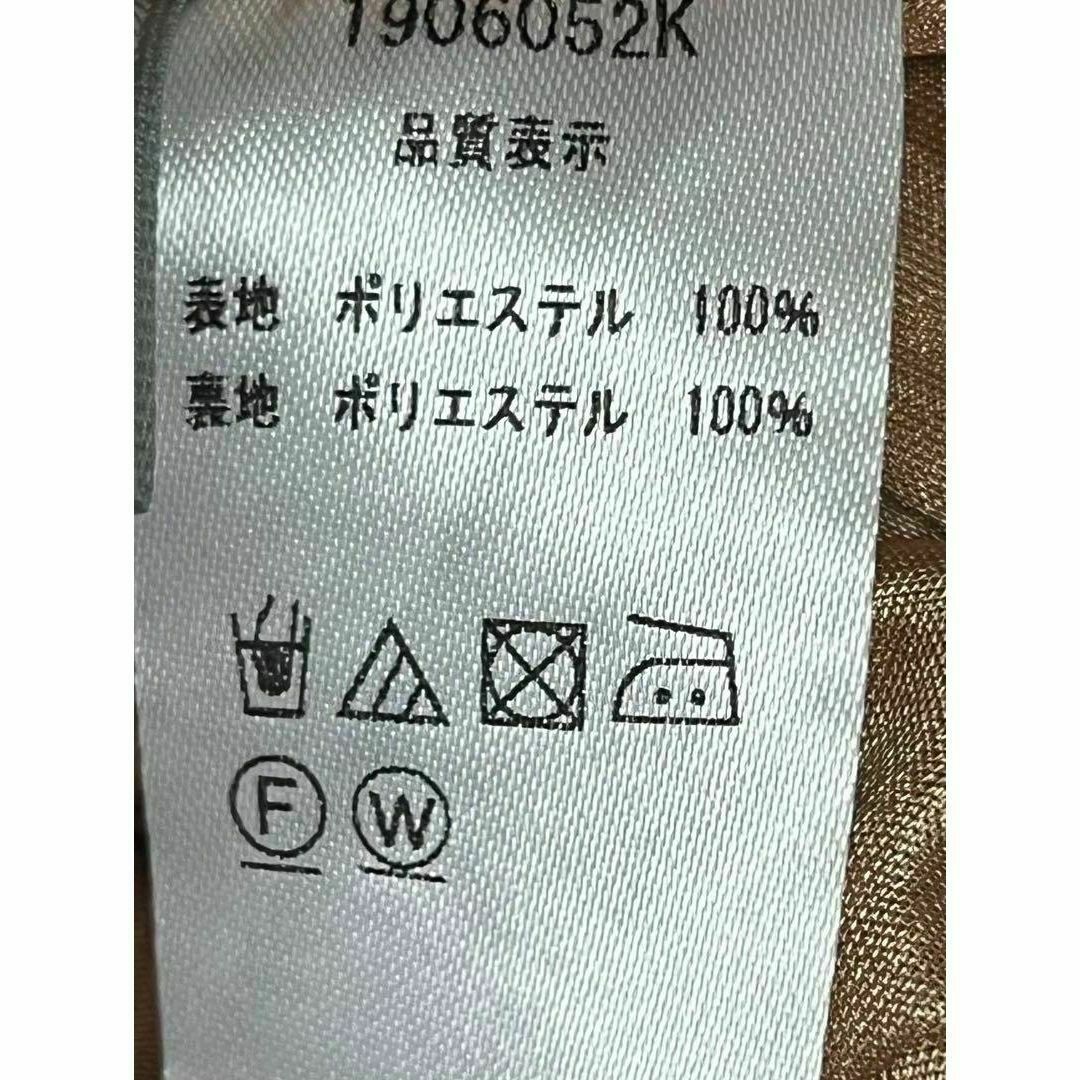 1906052K
品質表示
表地 ポリエステル 100%
裏地 ポリエステル 100%
F W